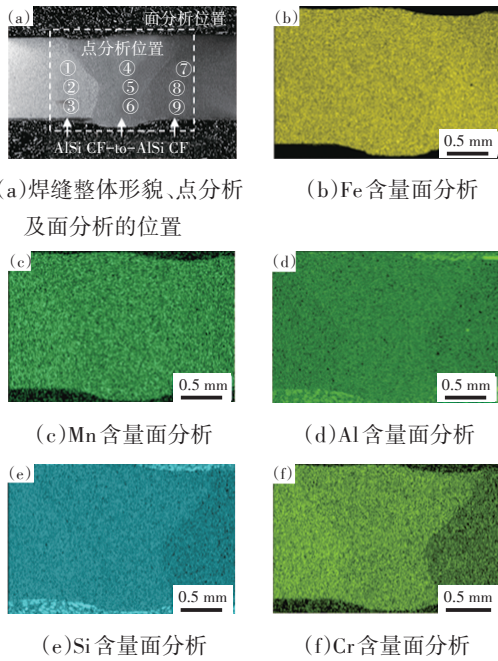 (a)
面分析位置
点分析位置
① ④ ⑦
② ⑤ ⑧
③ ⑥ ⑨
AlSi CF-to-AlSi CF
(b)
0.5 mm
(a)焊缝整体形貌、点分析
及面分析的位置
(b)Fe含量面分析
(c)
0.5 mm
(d)
0.5 mm
(c)Mn含量面分析
(d)Al含量面分析
(e)
0.5 mm
(f)
0.5 mm
(e)Si含量面分析
(f)Cr含量面分析